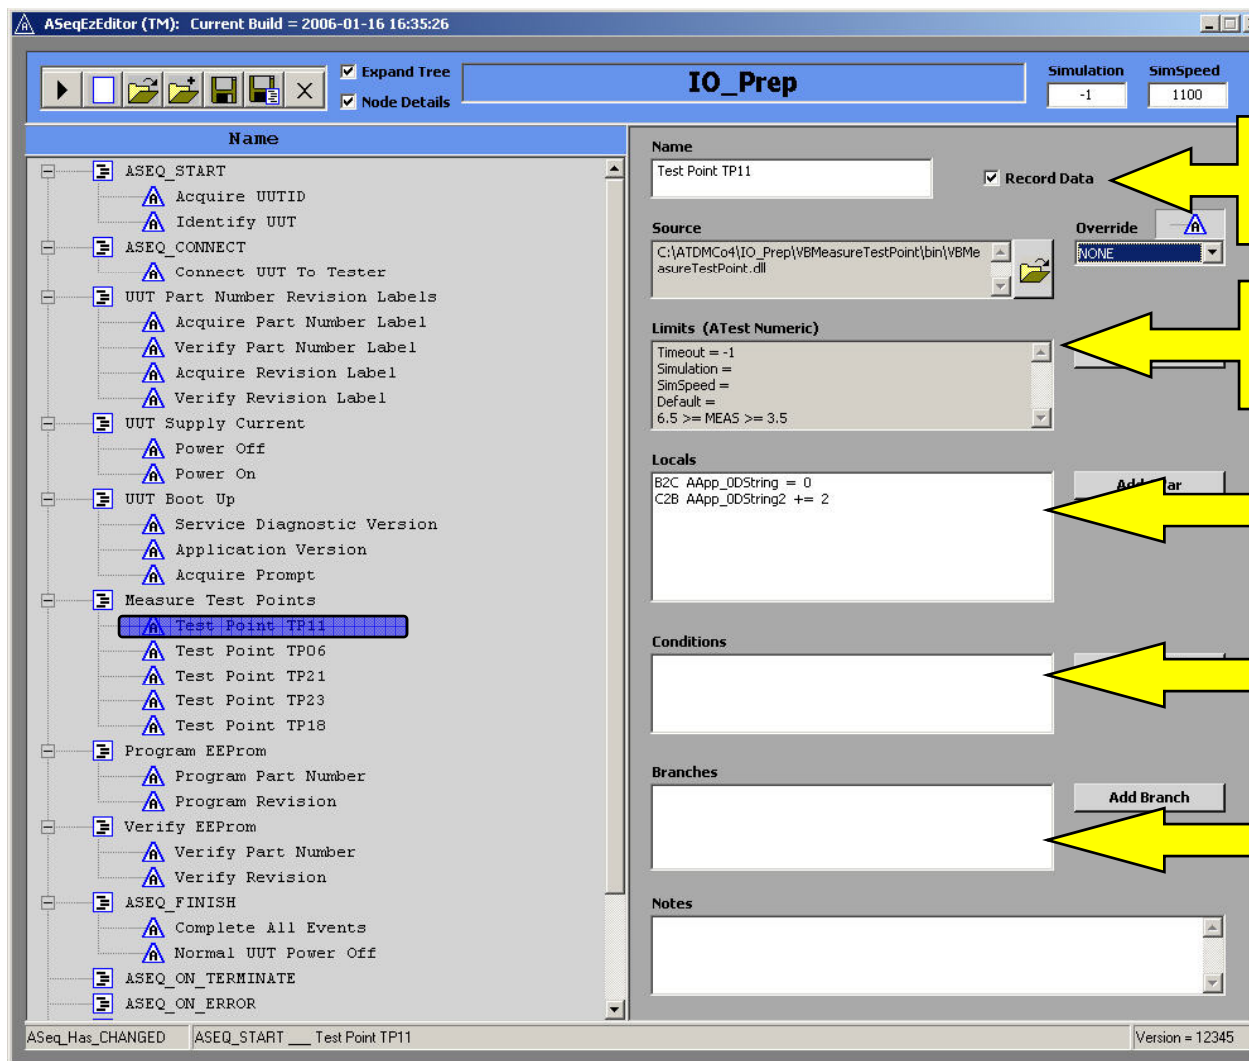 ASeqEzEditor (TM):  Current Build = 2006-01-16 16:35:26
Expand Tree
Node Details
IO_Prep
Simulation
-1
SimSpeed
1100
Name
ASEQ_START
Acquire UUTID
Identify UUT
ASEQ_CONNECT
Connect UUT To Tester
UUT Part Number Revision Labels
Acquire Part Number Label
Verify Part Number Label
Acquire Revision Label
Verify Revision Label
UUT Supply Current
Power Off
Power On
UUT Boot Up
Service Diagnostic Version
Application Version
Acquire Prompt
Measure Test Points
Test Point TP11
Test Point TP06
Test Point TP21
Test Point TP23
Test Point TP18
Program EEProm
Program Part Number
Program Revision
Verify EEProm
Verify Part Number
Verify Revision
ASEQ_FINISH
Complete All Events
Normal UUT Power Off
ASEQ_ON_TERMINATE
ASEQ_ON_ERROR
Name
Test Point TP11
Record Data
Source
C:\ATDMCo4\IO_Prep\VBMeasureTestPoint\bin\VBMe
asureTestPoint.dll
Override
NONE
Limits  (ATest Numeric)
Timeout = -1
Simulation =
SimSpeed =
Default =
6.5 >= MEAS >= 3.5
Locals
B2C AApp_0DString = 0
C2B AApp_0DString2 += 2
Conditions
Branches
Add Branch
Notes
ASeq_Has_CHANGED
ASEQ_START ___ Test Point TP11
Version = 12345